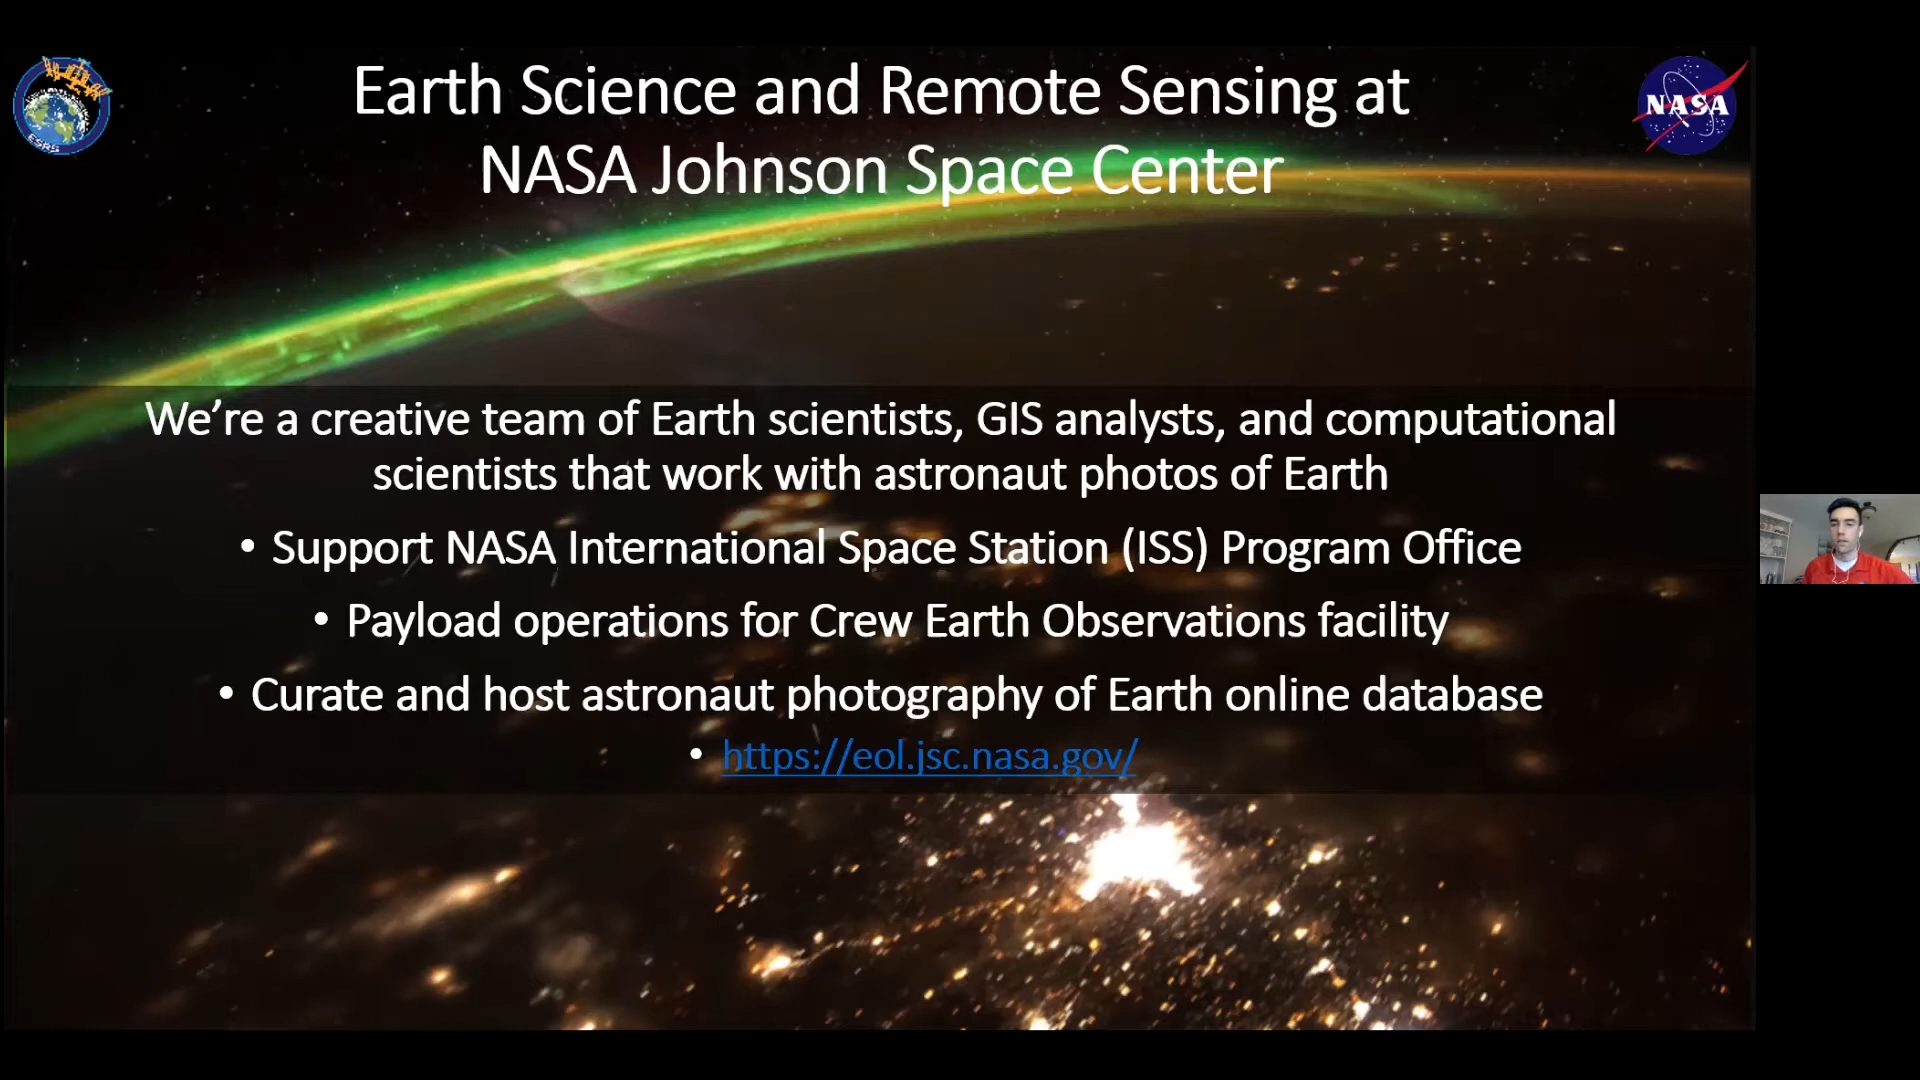 Earth Science and Remote Sensing at
NASA Johnson Space Center
ESRS
NASA
We’re a creative team of Earth scientists, GIS analysts, and computational
scientists that work with astronaut photos of Earth
• Support NASA International Space Station (ISS) Program Office
• Payload operations for Crew Earth Observations facility
• Curate and host astronaut photography of Earth online database
• https://eol.jsc.nasa.gov/